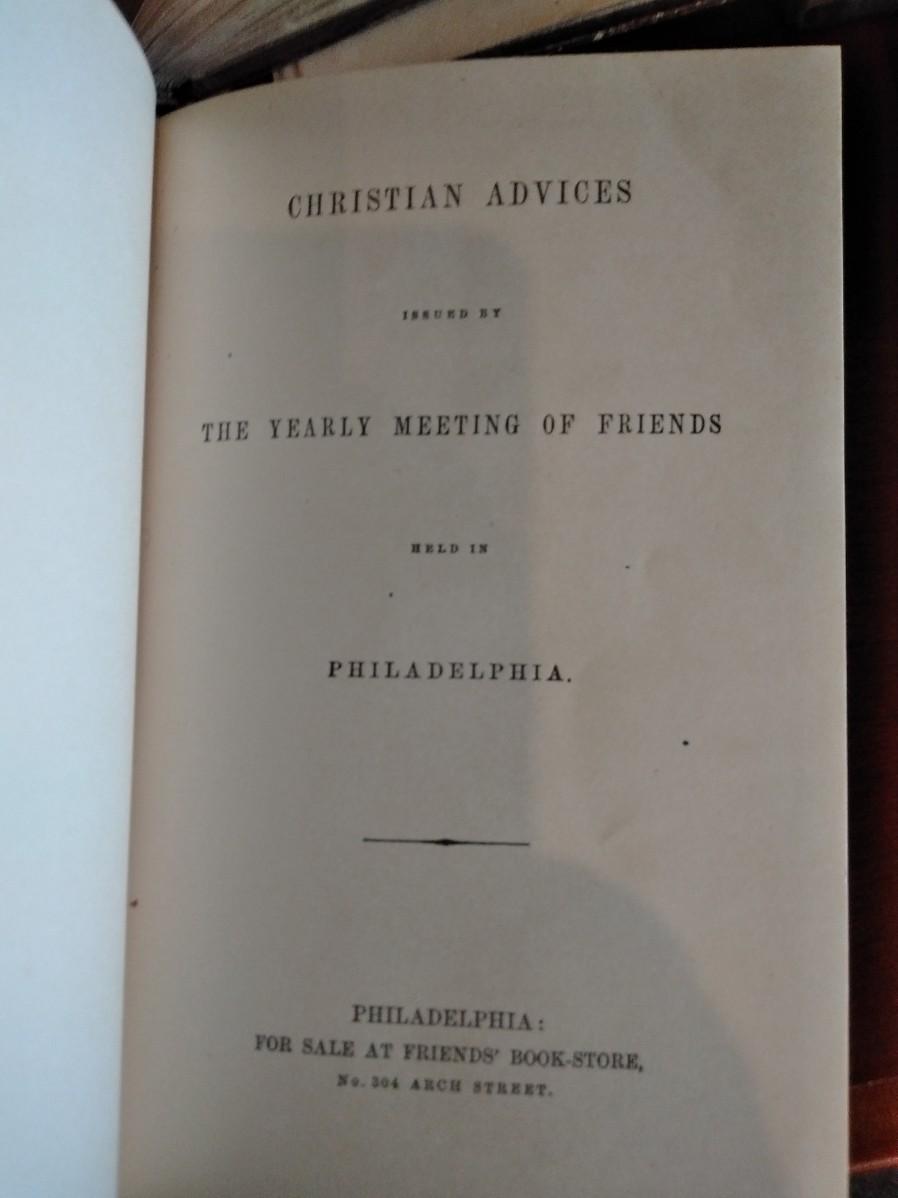 CHRISTIAN ADVICES
ISSUED BY
THE YEARLY MEETING OF FRIENDS
HELD IN
PHILADELPHIA.
PHILADELPHIA:
FOR SALE AT FRIENDS' BOOK-STORE,
No. 304 ARCH STREET.